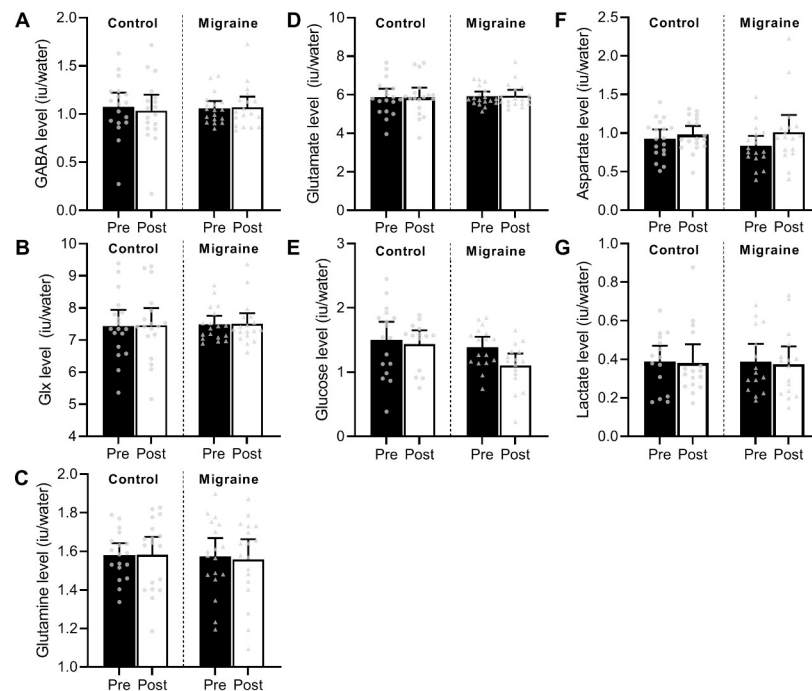 A
Control
Migraine
GABA level (iu/water)
2.0
1.5
1.0
0.5
0.0
Pre Post
Pre Post
B
Control
Migraine
Glx level (iu/water)
10
9
8
7
6
5
4
Pre Post
Pre Post
C
Control
Migraine
Glutamine level (iu/water)
2.0
1.8
1.6
1.4
1.2
1.0
Pre Post
Pre Post
D
Control
Migraine
Glutamate level (iu/water)
10
8
6
4
2
0
Pre Post
Pre Post
E
Control
Migraine
Glucose level (iu/water)
3
2
1
0
Pre Post
Pre Post
F
Control
Migraine
Aspartate level (iu/water)
2.5
2.0
1.5
1.0
0.5
0.0
Pre Post
Pre Post
G
Control
Migraine
Lactate level (iu/water)
1.0
0.8
0.6
0.4
0.2
0.0
Pre Post
Pre Post